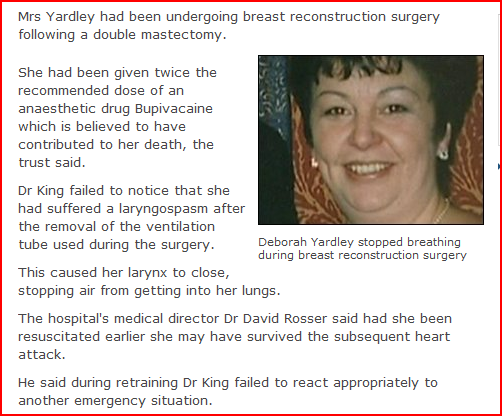 Mrs Yardley had been undergoing breast reconstruction surgery
following a double mastectomy.
She had been given twice the
recommended dose of an
anaesthetic drug Bupivacaine
which is believed to have
contributed to her death, the
trust said.
Dr King failed to notice that she
had suffered a laryngospasm after
the removal of the ventilation
tube used during the surgery.
Deborah Yardley stopped breathing
during breast reconstruction surgery
This caused her larynx to close,
stopping air from getting into her lungs.
The hospital's medical director Dr David Rosser said had she been
resuscitated earlier she may have survived the subsequent heart
attack.
He said during retraining Dr King failed to react appropriately to
another emergency situation.